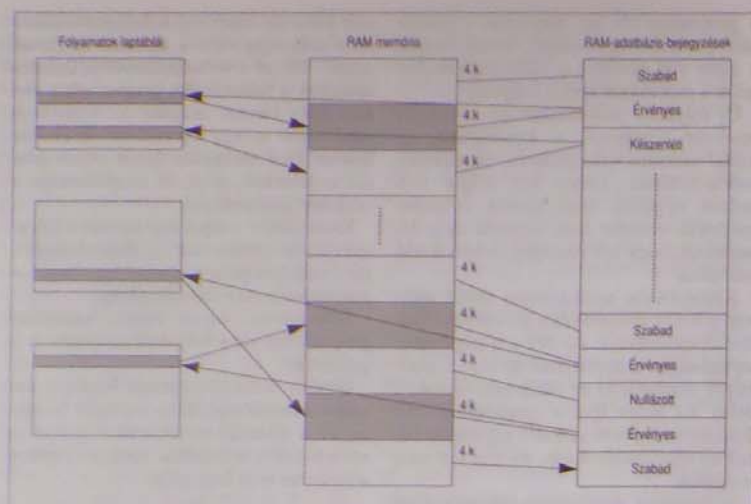 Folyamatok laptáblái
RAM memória
RAM-adatbázis-bejegyzések
4 k
Szabad
Érvényes
4 k
Készenléti
4 k
4 k
Szabad
4 k
Érvényes
4 k
Nullázott
4 k
Érvényes
4 k
Szabad